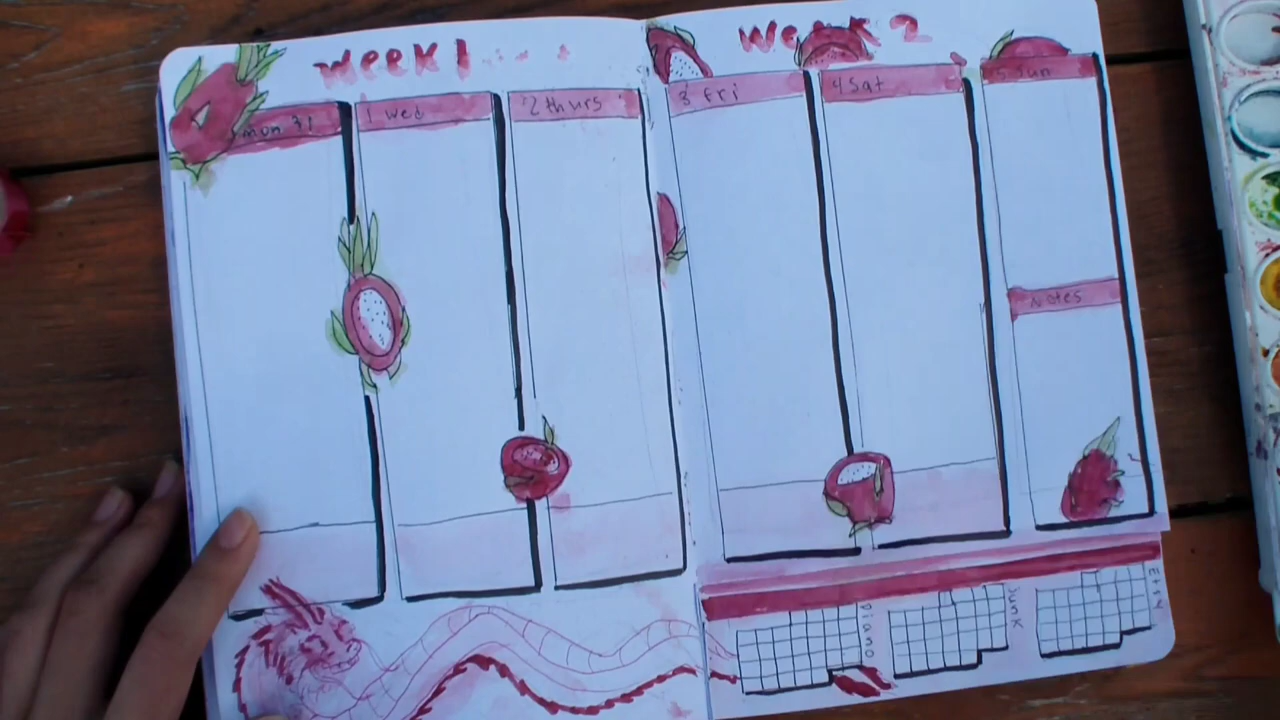 Week 1
Week 2
mon 31
1 wed
2 thurs
3 fri
4 Sat
5 Sun
Notes
Piano
Junk